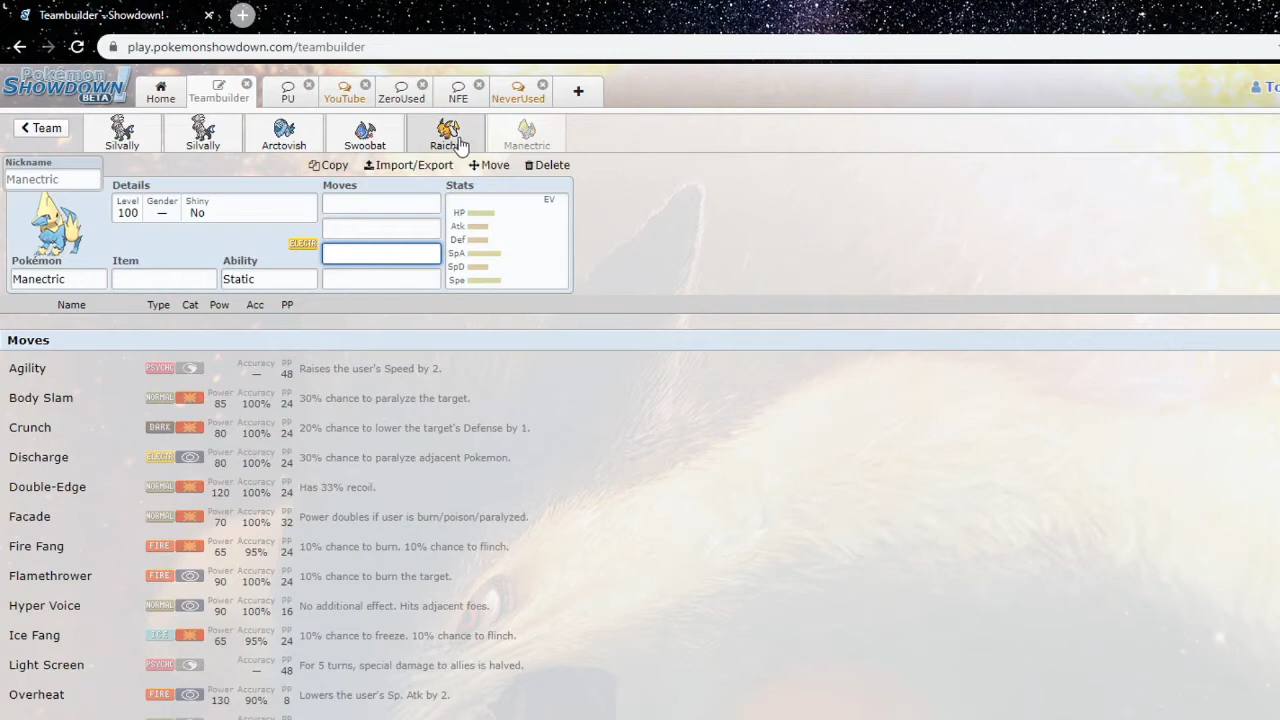 Teambuilder - Showdown!
play.pokemonshowdown.com/teambuilder
Pokémon
SHOWDOWN!
BETA
Home
Teambuilder
PU
YouTube
ZeroUsed
NFE
NeverUsed
To
Team
Silvally
Silvally
Arctovish
Swoobat
Manectric
Copy
Import/Export
Move
Delete
Nickname
Manectric
Details
Level
100
Gender
—
Shiny
No
ELECTR
Pokémon
Manectric
Item
Ability
Static
Moves
Stats
EV
HP
Atk
Def
SpA
SpD
Spe
Name Type Cat Pow Acc PP
Moves
Agility PSYCHC Accuracy — PP 48 Raises the user's Speed by 2.
Body Slam NORMAL Power 85 Accuracy 100% PP 24 30% chance to paralyze the target.
Crunch DARK Power 80 Accuracy 100% PP 24 20% chance to lower the target's Defense by 1.
Discharge ELECTR Power 80 Accuracy 100% PP 24 30% chance to paralyze adjacent Pokemon.
Double-Edge NORMAL Power 120 Accuracy 100% PP 24 Has 33% recoil.
Facade NORMAL Power 70 Accuracy 100% PP 32 Power doubles if user is burn/poison/paralyzed.
Fire Fang FIRE Power 65 Accuracy 95% PP 24 10% chance to burn. 10% chance to flinch.
Flamethrower FIRE Power 90 Accuracy 100% PP 24 10% chance to burn the target.
Hyper Voice NORMAL Power 90 Accuracy 100% PP 16 No additional effect. Hits adjacent foes.
Ice Fang ICE Power 65 Accuracy 95% PP 24 10% chance to freeze. 10% chance to flinch.
Light Screen PSYCHC Accuracy — PP 48 For 5 turns, special damage to allies is halved.
Overheat FIRE Power 130 Accuracy 90% PP 8 Lowers the user's Sp. Atk by 2.